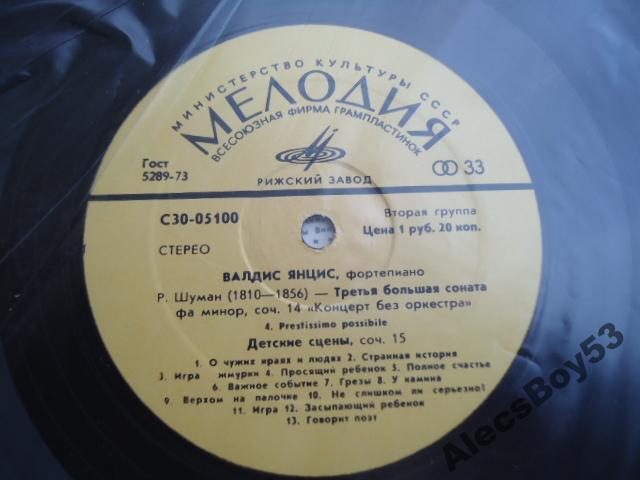 МИНИСТЕРСТВО КУЛЬТУРЫ СССР
МЕЛОДИЯ
ВСЕСОЮЗНАЯ ФИРМА ГРАМПЛАСТИНОК
Гост
5289-73
33
РИЖСКИЙ ЗАВОД
С30-05100
Вторая группа
Цена 1 руб. 20 коп.
СТЕРЕО
ВАЛДИС ЯНЦИС, фортепиано
Р. Шуман (1810—1856) — Третья большая соната
фа минор, соч. 14 «Концерт без оркестра»
4. Prestissimo possibile
Детские сцены, соч. 15
1. О чужих краях и людях 2. Странная история
3. Игра в жмурки 4. Просящий ребенок 5. Полное счастье
6. Важное событие 7. Грезы 8. У камина
9. Верхом на палочке 10. Не слишком ли серьезно?
11. Игра 12. Засыпающий ребенок
13. Говорит поэт
AlecsBoy53